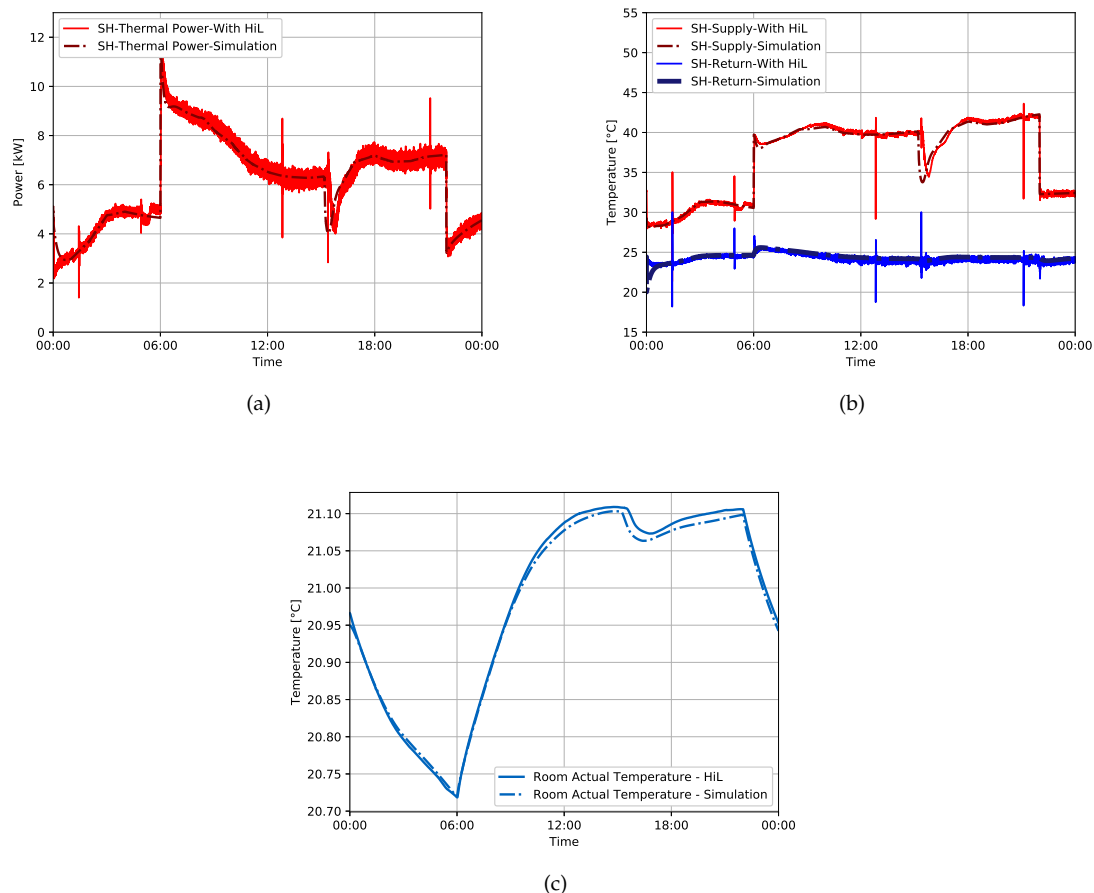 SH-Thermal Power-With HiL
SH-Thermal Power-Simulation
12
10
8
6
4
2
0
Power [kW]
00:00 06:00 12:00 18:00 00:00
Time
(a)
SH-Supply-With HiL
SH-Supply-Simulation
SH-Return-With HiL
SH-Return-Simulation
55
50
45
40
35
30
25
20
15
Temperature [°C]
00:00 06:00 12:00 18:00 00:00
Time
(b)
21.10
21.05
21.00
20.95
20.90
20.85
20.80
20.75
20.70
Temperature [°C]
Room Actual Temperature - HiL
Room Actual Temperature - Simulation
00:00 06:00 12:00 18:00 00:00
Time
(c)